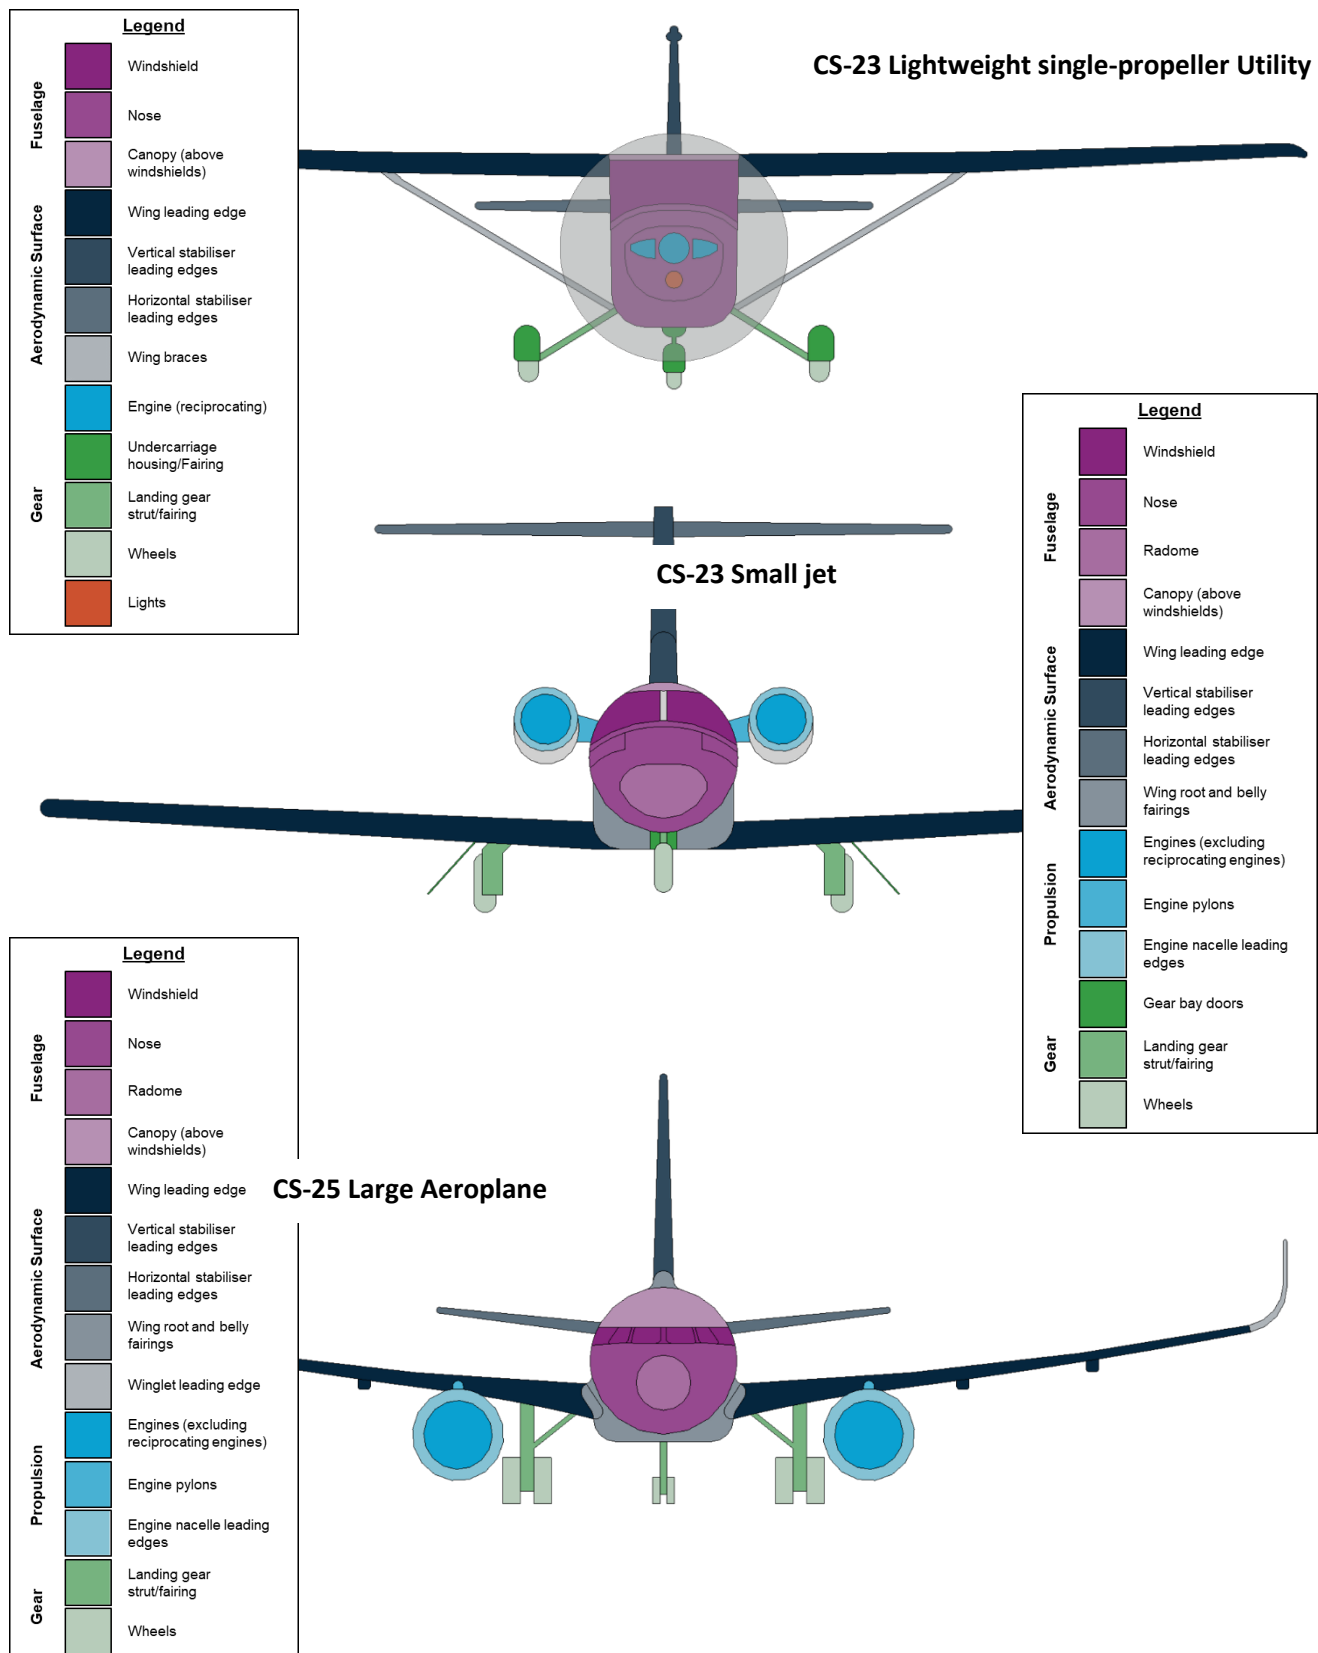 Legend
Fuselage
Windshield
Nose
Canopy (above
windshields)
Aerodynamic Surface
Wing leading edge
Vertical stabiliser
leading edges
Horizontal stabiliser
leading edges
Wing braces
Engine (reciprocating)
Gear
Undercarriage
housing/Fairing
Landing gear
strut/fairing
Wheels
Lights
CS-23 Lightweight single-propeller Utility
CS-23 Small jet
Legend
Fuselage
Windshield
Nose
Radome
Canopy (above
windshields)
Aerodynamic Surface
Wing leading edge
Vertical stabiliser
leading edges
Horizontal stabiliser
leading edges
Wing root and belly
fairings
Propulsion
Engines (excluding
reciprocating engines)
Engine pylons
Engine nacelle leading
edges
Gear
Gear bay doors
Landing gear
strut/fairing
Wheels
Legend
Fuselage
Windshield
Nose
Radome
Canopy (above
windshields)
Aerodynamic Surface
Wing leading edge
Vertical stabiliser
leading edges
Horizontal stabiliser
leading edges
Wing root and belly
fairings
Winglet leading edge
Propulsion
Engines (excluding
reciprocating engines)
Engine pylons
Engine nacelle leading
edges
Gear
Landing gear
strut/fairing
Wheels
CS-25 Large Aeroplane